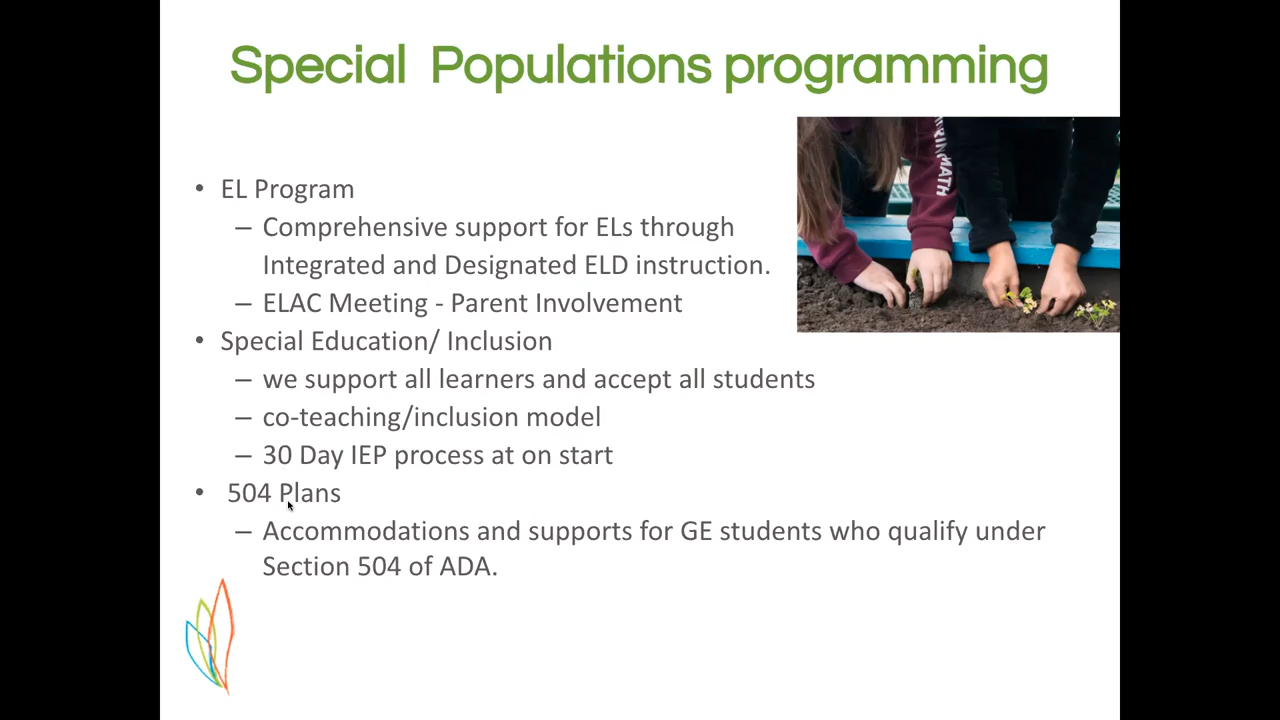 Special  Populations programming
• EL Program
– Comprehensive support for ELs through
Integrated and Designated ELD instruction.
– ELAC Meeting - Parent Involvement
• Special Education/ Inclusion
– we support all learners and accept all students
– co-teaching/inclusion model
– 30 Day IEP process at on start
• 504 Plans
– Accommodations and supports for GE students who qualify under
Section 504 of ADA.